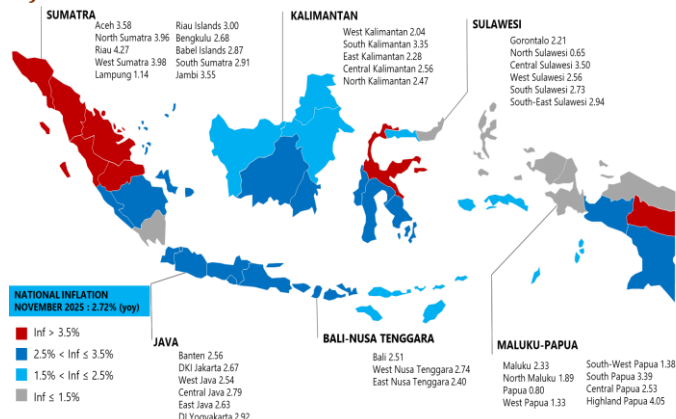 SUMATRA
Aceh 3.58
North Sumatra 3.96
Riau 4.27
West Sumatra 3.98
Lampung 1.14
Riau Islands 3.00
Bengkulu 2.68
Babel Islands 2.87
South Sumatra 2.91
Jambi 3.55
KALIMANTAN
West Kalimantan 2.04
South Kalimantan 3.35
East Kalimantan 2.28
Central Kalimantan 2.56
North Kalimantan 2.47
SULAWESI
Gorontalo 2.21
North Sulawesi 0.65
Central Sulawesi 3.50
West Sulawesi 2.56
South Sulawesi 2.73
South-East Sulawesi 2.94
NATIONAL INFLATION
NOVEMBER 2025 : 2.72% (yoy)
Inf > 3.5%
2.5% < Inf ≤ 3.5%
1.5% < Inf ≤ 2.5%
Inf ≤ 1.5%
JAVA
Banten 2.56
DKI Jakarta 2.67
West Java 2.54
Central Java 2.79
East Java 2.63
DI Yogyakarta 2.92
BALI-NUSA TENGGARA
Bali 2.51
West Nusa Tenggara 2.74
East Nusa Tenggara 2.40
MALUKU-PAPUA
Maluku 2.33
North Maluku 1.89
Papua 0.80
West Papua 1.33
South-West Papua 1.38
South Papua 3.39
Central Papua 2.53
Highland Papua 4.05